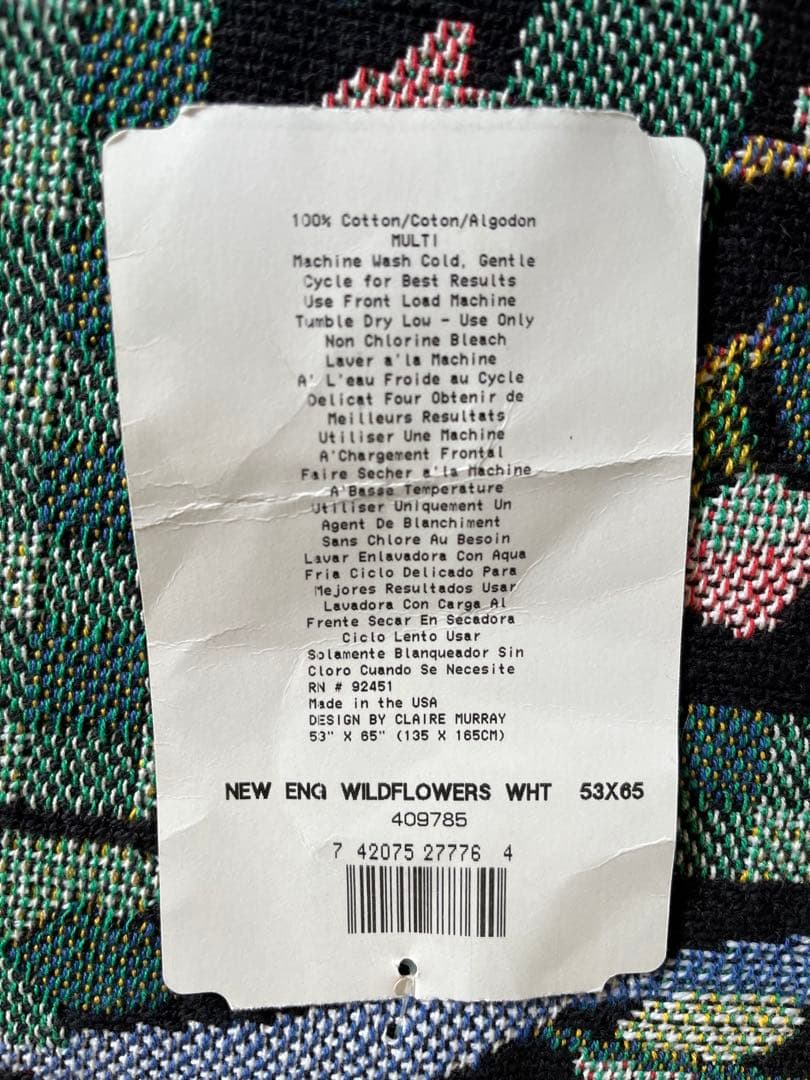 100% Cotton/Coton/Algodon
MULTI
Machine Wash Cold, Gentle
Cycle for Best Results
Use Front Load Machine
Tumble Dry Low - Use Only
Non Chlorine Bleach
Laver a'la Machine
A' L'eau Froide au Cycle
Delicat Four Obtenir de
Meilleurs Resultats
Utiliser Une Machine
A'Chargement Frontal
Faire Secher a'la Machine
A'Basse Temperature
Utiliser Uniquement Un
Agent De Blanchiment
Sans Chlore Au Besoin
Lavar Enlavadora Con Aqua
Fria Ciclo Delicado Para
Mejores Resultados Usar
Lavadora Con Carga Al
Frente Secar En Secadora
Ciclo Lento Usar
Solamente Blanqueador Sin
Cloro Cuando Se Necesite
RN # 92451
Made in the USA
DESIGN BY CLAIRE MURRAY
53" X 65" (135 X 165CM)
NEW ENG WILDFLOWERS WHT 53X65
409785
7 42075 27776 4